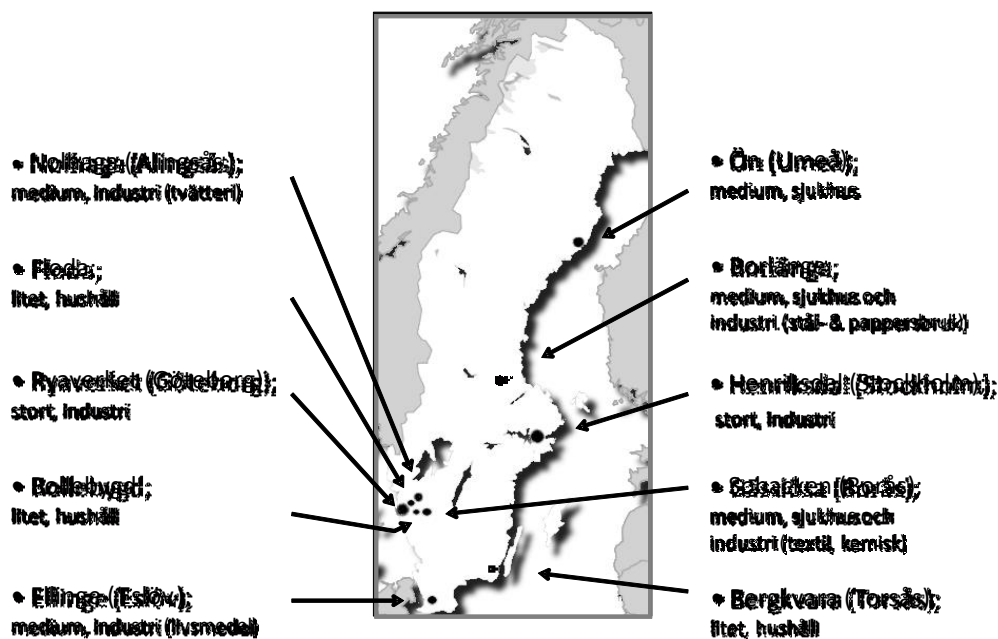 • Nolhaga (Alingsås);
medium, industri (tvätteri)
• Floda;
litet, hushåll
• Ryaverket (Göteborg);
stort, industri
• Bollebygd;
litet, hushåll
• Ellinge (Eslöv);
medium, industri (livsmedel)
• Ön (Umeå);
medium, sjukhus
• Borlänge;
medium, sjukhus och
industri (stål- & pappersbruk)
• Henriksdal (Stockholm);
stort, industri
• Gässlösa (Borås);
medium, sjukhus och
industri (textil, kemisk)
• Bergkvara (Torsås);
litet, hushåll